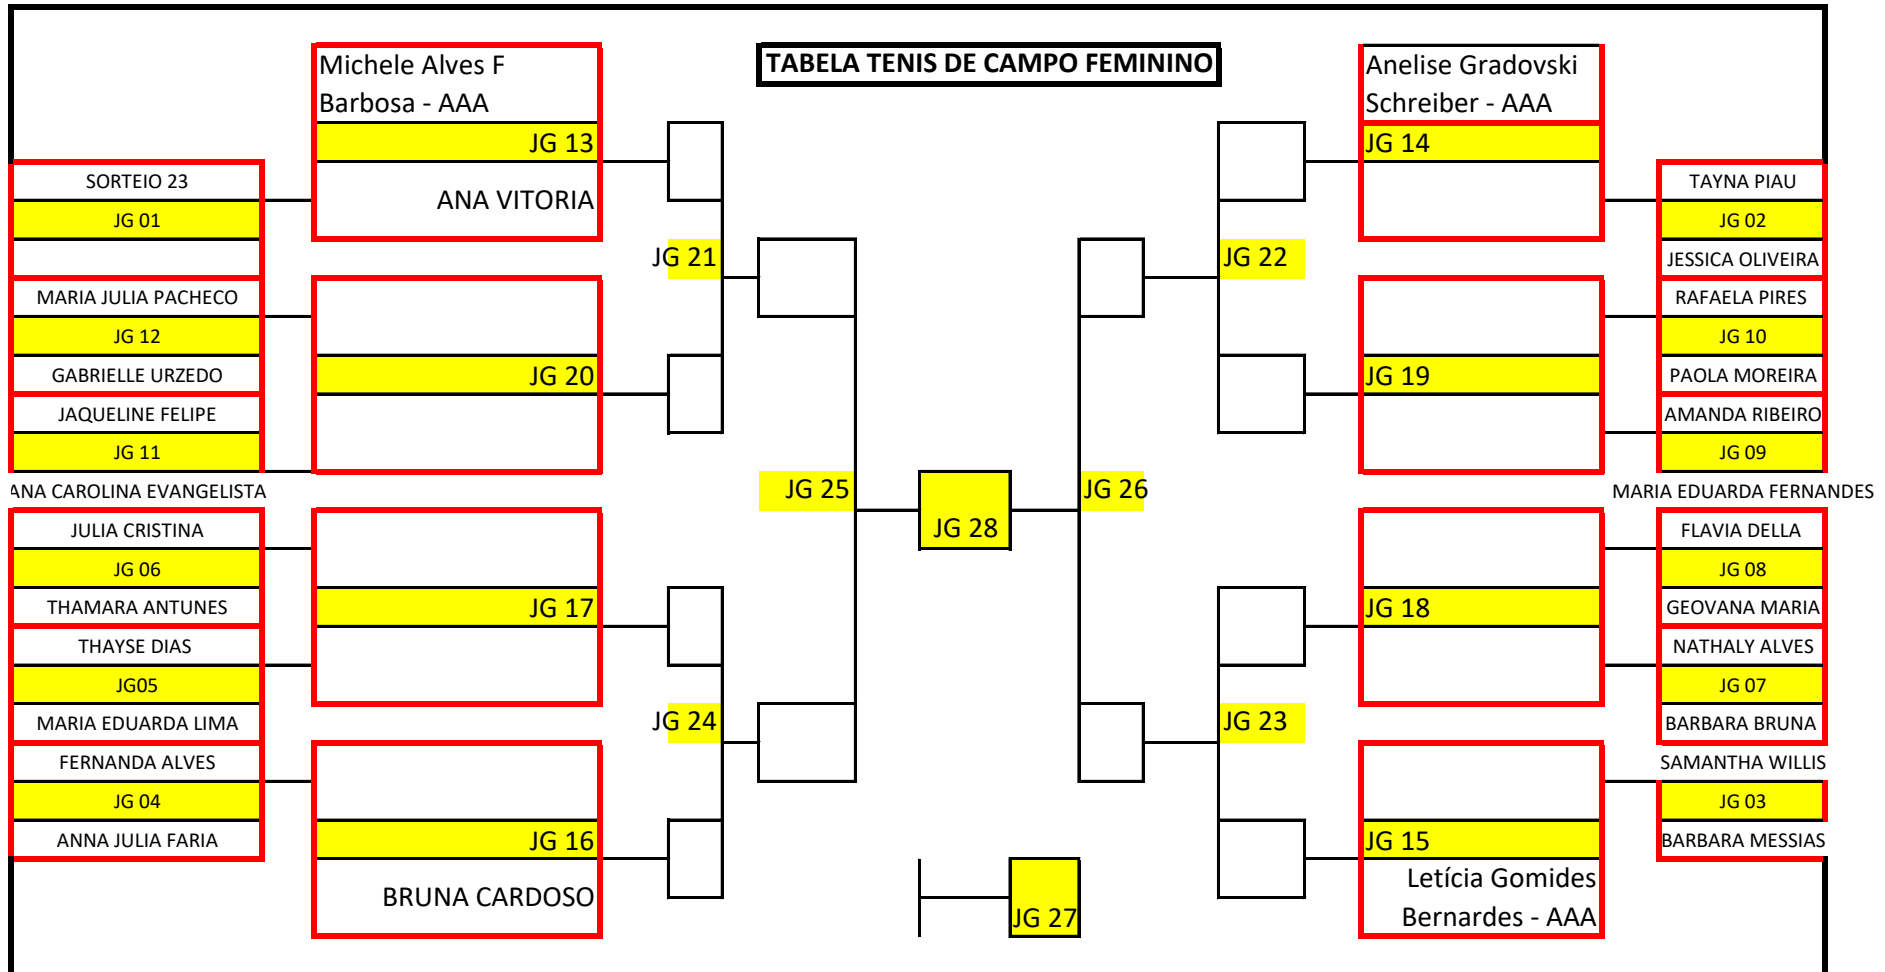 TABELA TENIS DE CAMPO FEMININO
Michele Alves F
Barbosa - AAA
JG 13
ANA VITORIA
SORTEIO 23
JG 01
MARIA JULIA PACHECO
JG 12
GABRIELLE URZEDO
JAQUELINE FELIPE
JG 11
ANA CAROLINA EVANGELISTA
JULIA CRISTINA
JG 06
THAMARA ANTUNES
THAYSE DIAS
JG05
MARIA EDUARDA LIMA
FERNANDA ALVES
JG 04
ANNA JULIA FARIA
JG 20
JG 17
JG 16
BRUNA CARDOSO
JG 21
JG 24
JG 25
JG 28
JG 27
JG 26
JG 22
JG 23
Anelise Gradovski
Schreiber - AAA
JG 14
JG 19
JG 18
JG 15
Letícia Gomides
Bernardes - AAA
TAYNA PIAU
JG 02
JESSICA OLIVEIRA
RAFAELA PIRES
JG 10
PAOLA MOREIRA
AMANDA RIBEIRO
JG 09
MARIA EDUARDA FERNANDES
FLAVIA DELLA
JG 08
GEOVANA MARIA
NATHALY ALVES
JG 07
BARBARA BRUNA
SAMANTHA WILLIS
JG 03
BARBARA MESSIAS